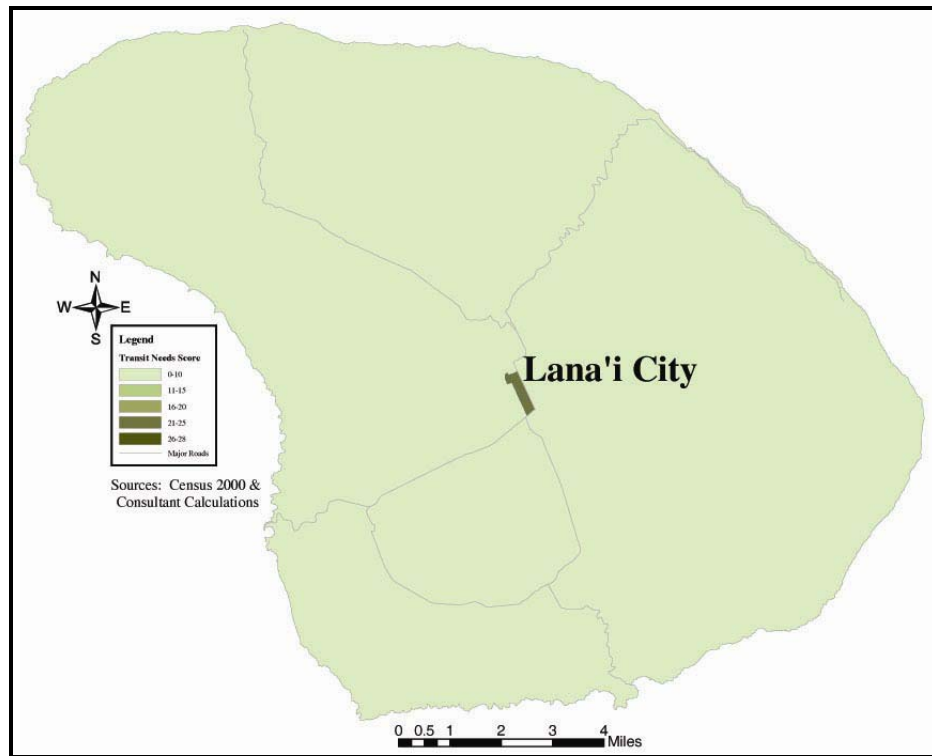 N
W E
S
Legend
Transit Needs Score
0-10
11-15
16-20
21-25
26-28
Major Roads
Lana'i City
Sources: Census 2000 &
Consultant Calculations
0 0.5 1 2 3 4
Miles